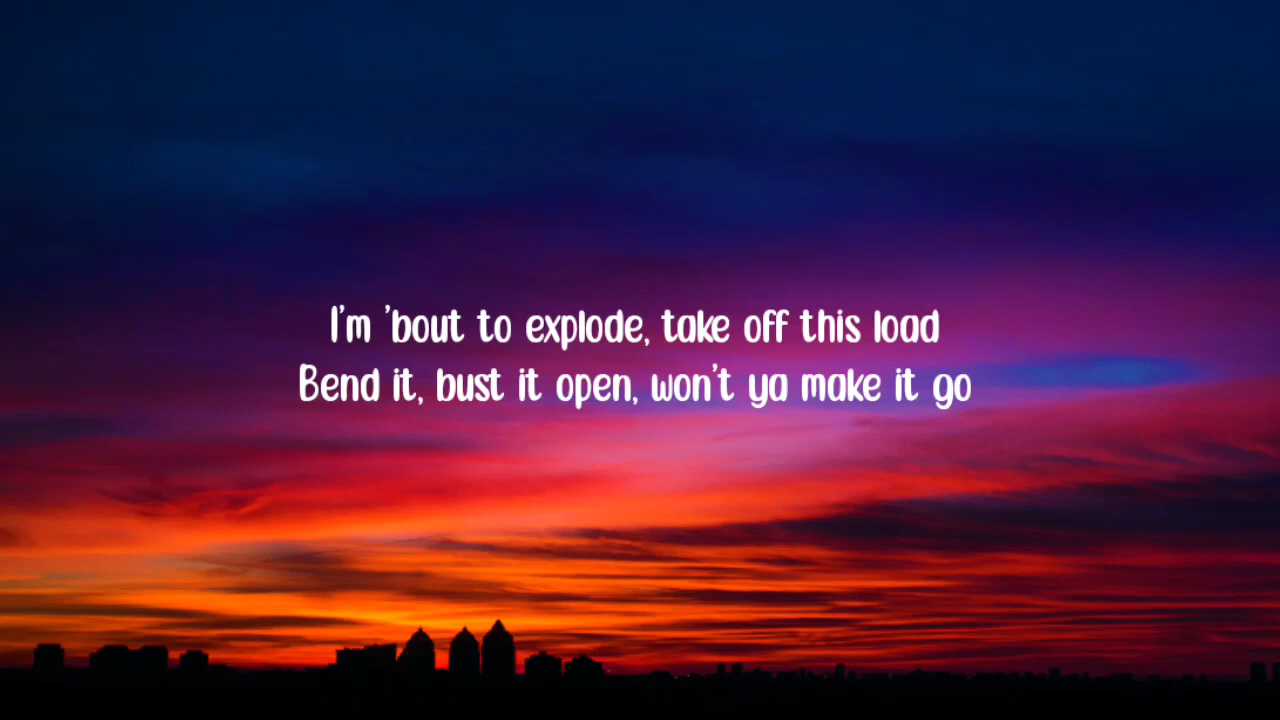 I'm 'bout to explode, take off this load
Bend it, bust it open, won't ya make it go